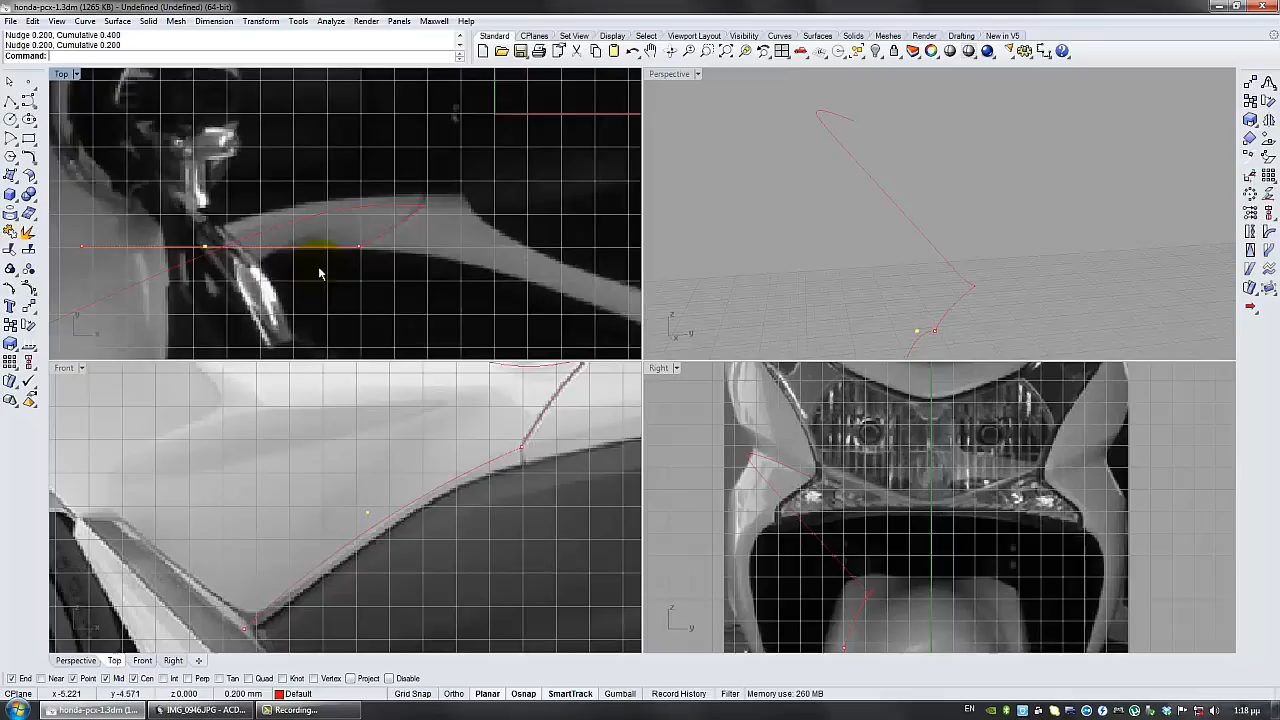 honda-pcx-1.3dm (1265 KB) - Undefined (Undefined) (64-bit)
File Edit View Curve Surface Solid Mesh Dimension Transform Tools Analyze Render Panels Maxwell Help
Nudge 0.200, Cumulative 0.400
Nudge 0.200, Cumulative 0.200
Command:
Standard CPlanes Set View Display Select Viewport Layout Visibility Curves Surfaces Solids Meshes Render Drafting New in V5
Top
Perspective
y
x
z
x
y
Front
Right
z
x
z
y
Perspective Top Front Right
End Near Point Mid Cen Int Perp Tan Quad Knot Vertex Project Disable
CPlane x -5.221 y -4.571 z 0.000 0.200 mm Default Grid Snap Ortho Planar Osnap SmartTrack Gumball Record History Filter Memory use: 260 MB
honda-pcx-1.3dm (1... IMG_0946.JPG - ACD... Recording... EN 1:18 μμ